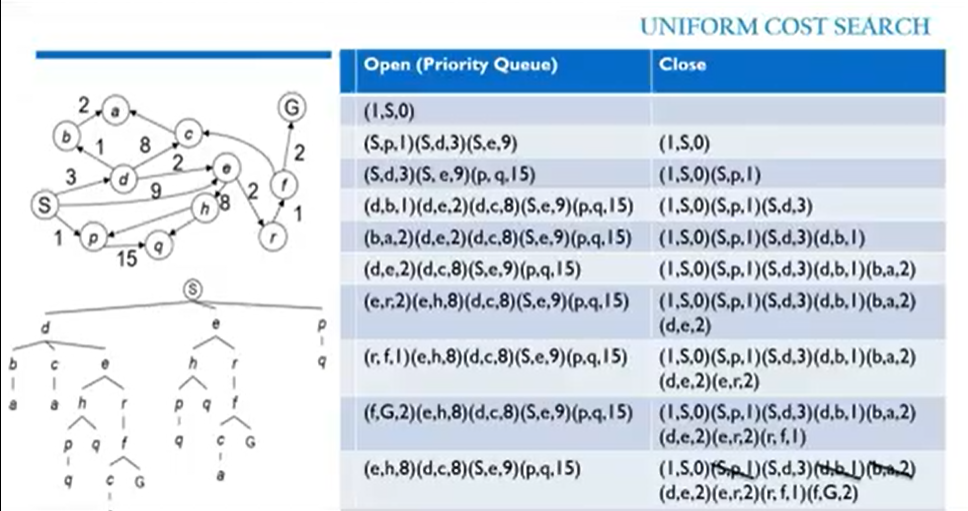 UNIFORM COST SEARCH
Open (Priority Queue) Close
(1,S,0)
(S,p,1)(S,d,3)(S,e,9) (1,S,0)
(S,d,3)(S, e,9)(p, q,15) (1,S,0)(S,p,1)
(d,b,1)(d,e,2)(d,c,8)(S,e,9)(p,q,15) (1,S,0)(S,p,1)(S,d,3)
(b,a,2)(d,e,2)(d,c,8)(S,e,9)(p,q,15) (1,S,0)(S,p,1)(S,d,3)(d,b,1)
(d,e,2)(d,c,8)(S,e,9)(p,q,15) (1,S,0)(S,p,1)(S,d,3)(d,b,1)(b,a,2)
(e,r,2)(e,h,8)(d,c,8)(S,e,9)(p,q,15) (1,S,0)(S,p,1)(S,d,3)(d,b,1)(b,a,2)
(d,e,2)
(r, f,1)(e,h,8)(d,c,8)(S,e,9)(p,q,15) (1,S,0)(S,p,1)(S,d,3)(d,b,1)(b,a,2)
(d,e,2)(e,r,2)
(f,G,2)(e,h,8)(d,c,8)(S,e,9)(p,q,15) (1,S,0)(S,p,1)(S,d,3)(d,b,1)(b,a,2)
(d,e,2)(e,r,2)(r, f,1)
(e,h,8)(d,c,8)(S,e,9)(p,q,15) (1,S,0)(S,p,1)(S,d,3)(d,b,1)(b,a,2)
(d,e,2)(e,r,2)(r, f,1)(f,G,2)
2 a G
b c
1 8 2
3 d 2 e
S 9 2 f
h 8 1
1 p q r
15
S
d e p
b c e h r q
a a h r p q f
p q f q c G
q c G a